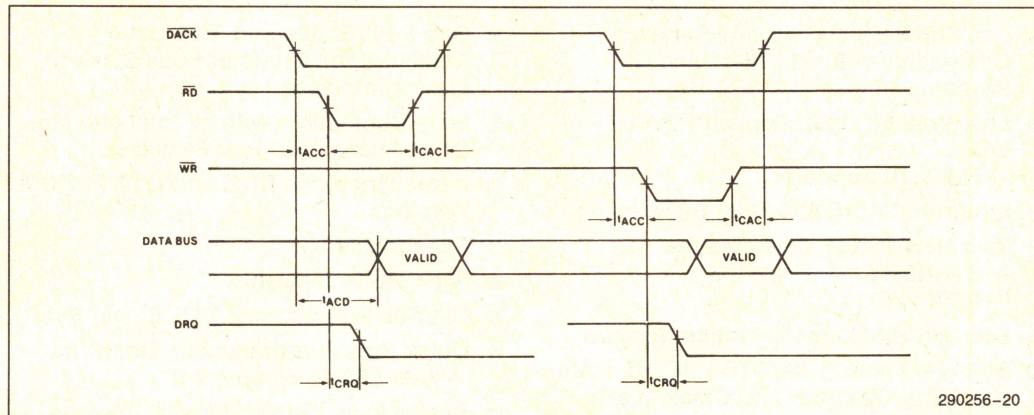 DACK
RD
tACC
tCAC
WR
tACC
tCAC
DATA BUS
VALID
VALID
tACD
DRQ
tCRQ
tCRQ
290256-20